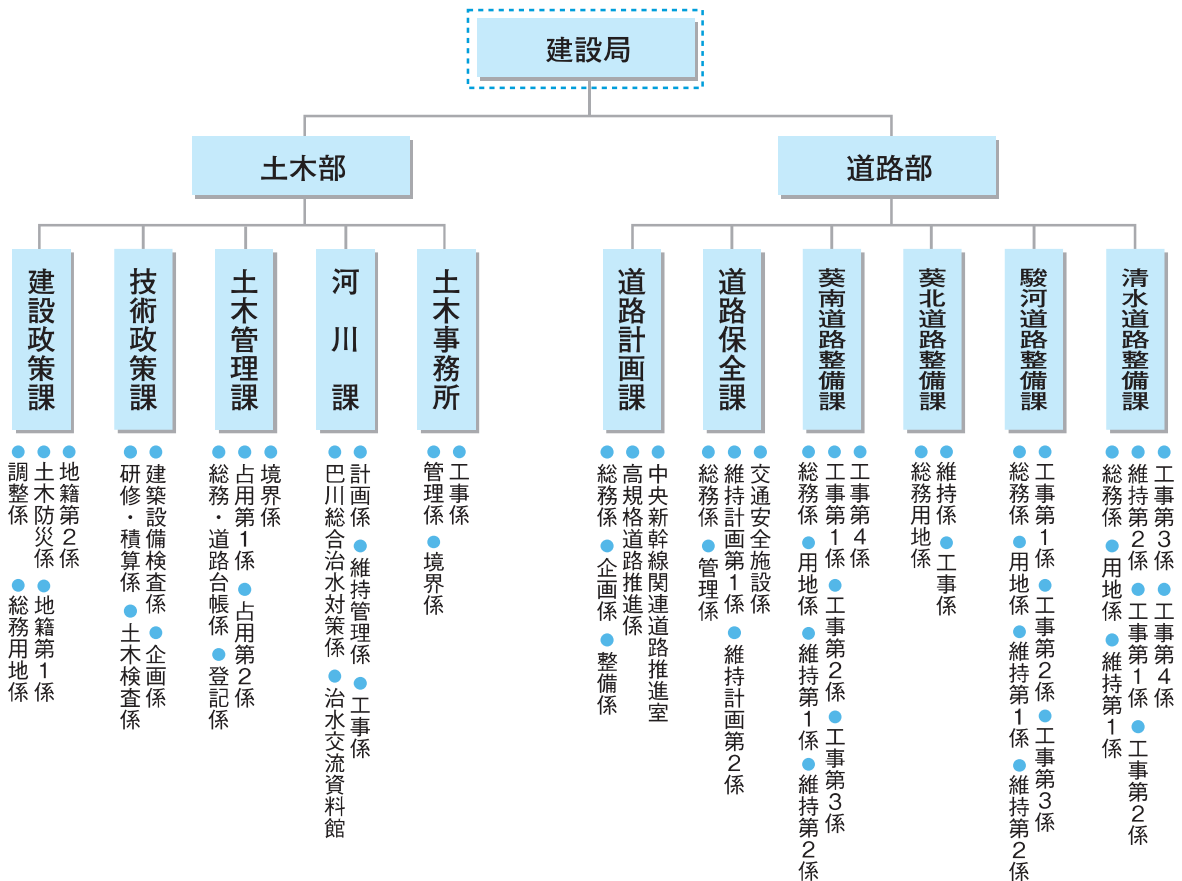 建設局
土木部
道路部
建設政策課
技術政策課
土木管理課
河川課
土木事務所
道路計画課
道路保全課
葵南道路整備課
葵北道路整備課
駿河道路整備課
清水道路整備課
●調整係 ●総務用地係
●土木防災係 ●地籍第1係
●地籍第2係
●研修・積算係 ●土木検査係
●建築設備検査係 ●企画係
●総務・道路台帳係 ●登記係
●占用第1係 ●占用第2係
●境界係
●巴川総合治水対策係 ●治水交流資料館
●計画係 ●維持管理係 ●工事係
●管理係 ●境界係
●工事係
●総務係 ●企画係 ●整備係
●高規格道路推進係
●中央新幹線関連道路推進室
●総務係 ●管理係
●維持計画第1係 ●維持計画第2係
●交通安全施設係
●総務係 ●用地係 ●維持第1係 ●維持第2係
●工事第1係 ●工事第2係 ●工事第3係
●工事第4係
●総務用地係
●維持係 ●工事係
●総務係 ●用地係 ●維持第1係 ●維持第2係
●工事第1係 ●工事第2係 ●工事第3係
●総務係 ●用地係 ●維持第1係
●維持第2係 ●工事第1係 ●工事第2係
●工事第3係 ●工事第4係